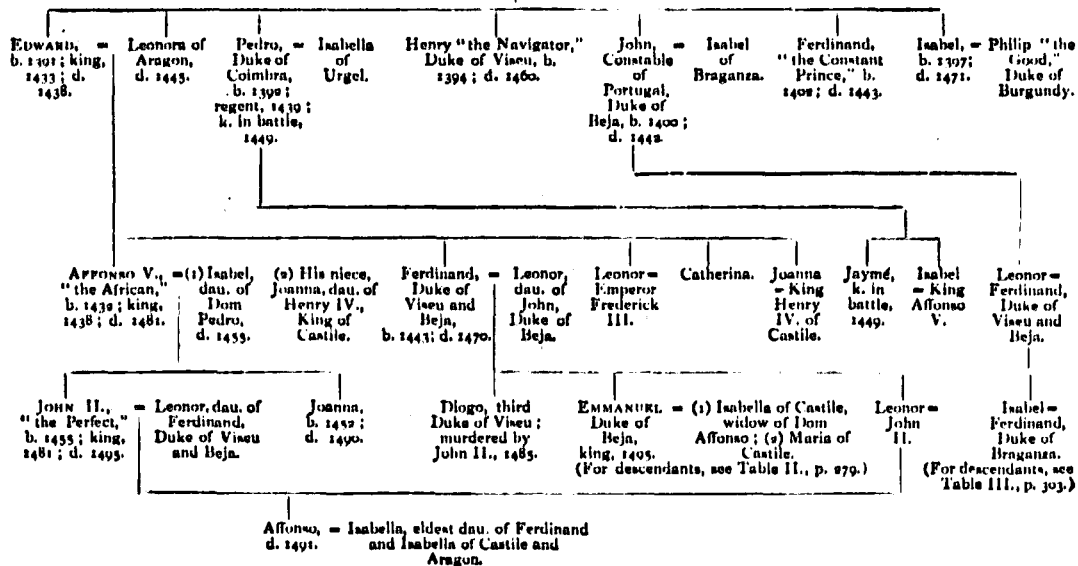 EDWARD, =
b. 1391; king,
1433; d.
1438.
Leonora of
Aragon,
d. 1445.
Pedro, =
Duke of
Coimbra,
b. 1392;
regent, 1439;
k. in battle,
1449.
Isabella
of
Urgel.
Henry "the Navigator,"
Duke of Viseu, b.
1394; d. 1460.
John, =
Constable
of
Portugal,
Duke of
Beja, b. 1400;
d. 1442.
Isabel
of
Braganza.
Ferdinand,
"the Constant
Prince," b.
1402; d. 1443.
Isabel, =
b. 1397;
d. 1471.
Philip "the
Good,"
Duke of
Burgundy.
AFFONSO V., =
"the African,"
b. 1432; king,
1438; d. 1481.
(1) Isabel,
dau. of
Dom
Pedro,
d. 1455.
(2) His niece,
Joanna, dau. of
Henry IV.,
King of
Castile.
Ferdinand, =
Duke of
Viseu and
Beja,
b. 1443; d. 1470.
Leonor,
dau. of
John,
Duke of
Beja.
Leonor =
Emperor
Frederick
III.
Catherina.
Joanna
= King
Henry
IV. of
Castile.
Jaymé,
k. in
battle,
1449.
Isabel
= King
Affonso
V.
Leonor =
Ferdinand,
Duke of
Viseu and
Beja.
JOHN II., =
"the Perfect,"
b. 1455; king,
1481; d. 1495.
Leonor, dau. of
Ferdinand,
Duke of Viseu
and Beja.
Joanna,
b. 1452;
d. 1490.
Diogo, third
Duke of Viseu;
murdered by
John II., 1485.
EMMANUEL =
Duke of
Beja,
king, 1495.
(1) Isabella of Castile,
widow of Dom
Affonso; (2) Maria of
Castile.
(For descendants, see Table II., p. 279.)
Leonor =
John
II.
Isabel =
Ferdinand,
Duke of
Braganza.
(For descendants, see
Table III., p. 303.)
Affonso, =
d. 1491.
Isabella, eldest dau. of Ferdinand
and Isabella of Castile and
Aragon.